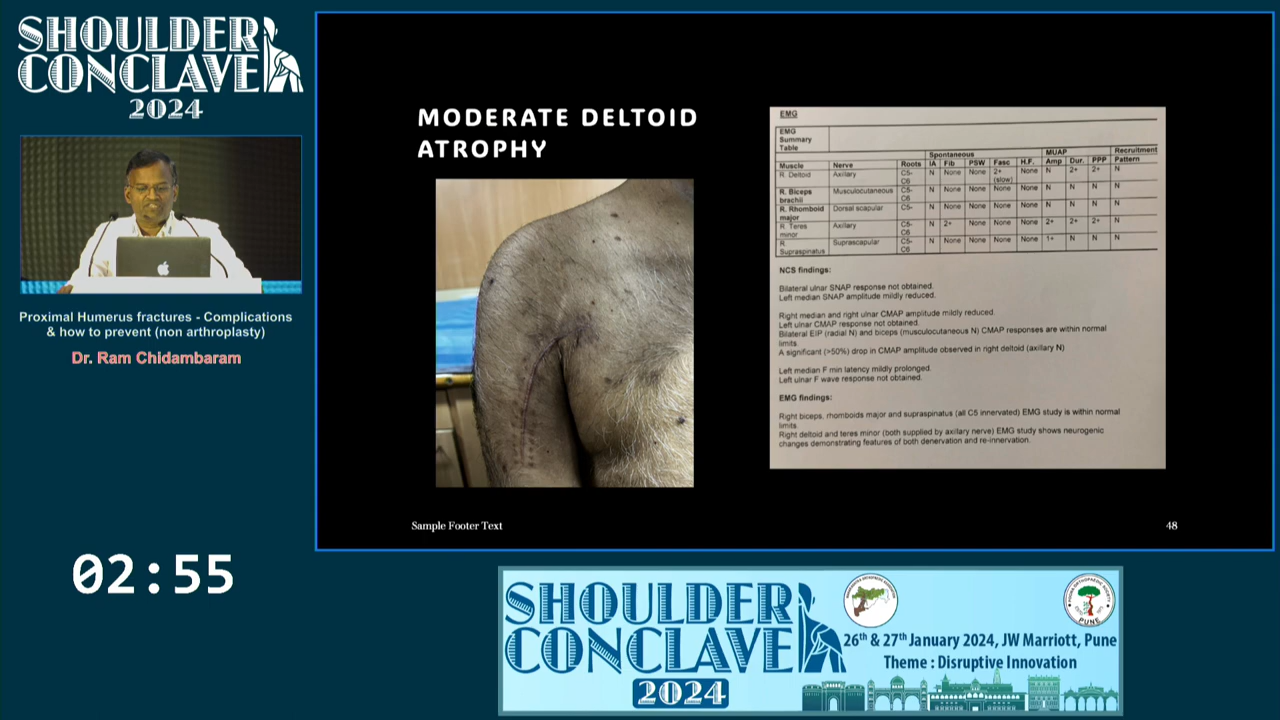 SHOULDER
CONCLAVE
2024
Proximal Humerus fractures - Complications
& how to prevent (non arthroplasty)
Dr. Ram Chidambaram
02:55
MODERATE DELTOID
ATROPHY
EMG
EMG
Summary
Table
Spontaneous MUAP Recruitment
Muscle Nerve Roots IA Fib PSW Fasc H.F. Amp Dur. PPP Pattern
R. Deltoid Axillary C5-C6 N None None 2+ (slow) None N 2+ 2+ N
R. Biceps brachii Musculocutaneous C5-C6 N None None None None N N N N
R. Rhomboid major Dorsal scapular C5- N None None None None N N N N
R. Teres minor Axillary C5-C6 N 2+ None None None 2+ 2+ 2+ N
R Supraspinatus Suprascapular C5-C6 N None None None None 1+ N N N
NCS findings:
Bilateral ulnar SNAP response not obtained.
Left median SNAP amplitude mildly reduced.
Right median and right ulnar CMAP amplitude mildly reduced.
Left ulnar CMAP response not obtained.
Bilateral EIP (radial N) and biceps (musculocutaneous N) CMAP responses are within normal
limits.
A significant (>50%) drop in CMAP amplitude observed in right deltoid (axillary N)
Left median F min latency mildly prolonged.
Left ulnar F wave response not obtained.
EMG findings:
Right biceps, rhomboids major and supraspinatus (all C5 innervated) EMG study is within normal
limits.
Right deltoid and teres minor (both supplied by axillary nerve) EMG study shows neurogenic
changes demonstrating features of both denervation and re-innervation.
Sample Footer Text
48
SHOULDER
CONCLAVE
2024
PUNE
26th & 27th January 2024, JW Marriott, Pune
Theme : Disruptive Innovation